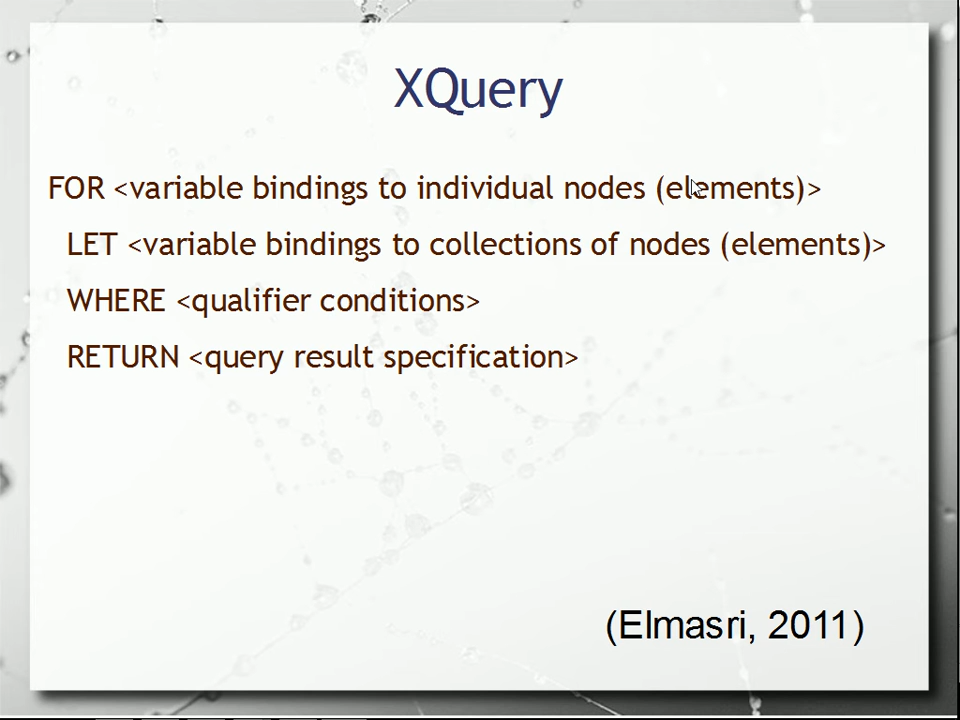 XQuery
FOR <variable bindings to individual nodes (elements)>
LET <variable bindings to collections of nodes (elements)>
WHERE <qualifier conditions>
RETURN <query result specification>
(Elmasri, 2011)